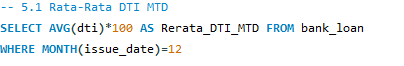 -- 5.1 Rata-Rata DTI MTD
SELECT AVG(dti)*100 AS Rerata_DTI_MTD FROM bank_loan
WHERE MONTH(issue_date)=12